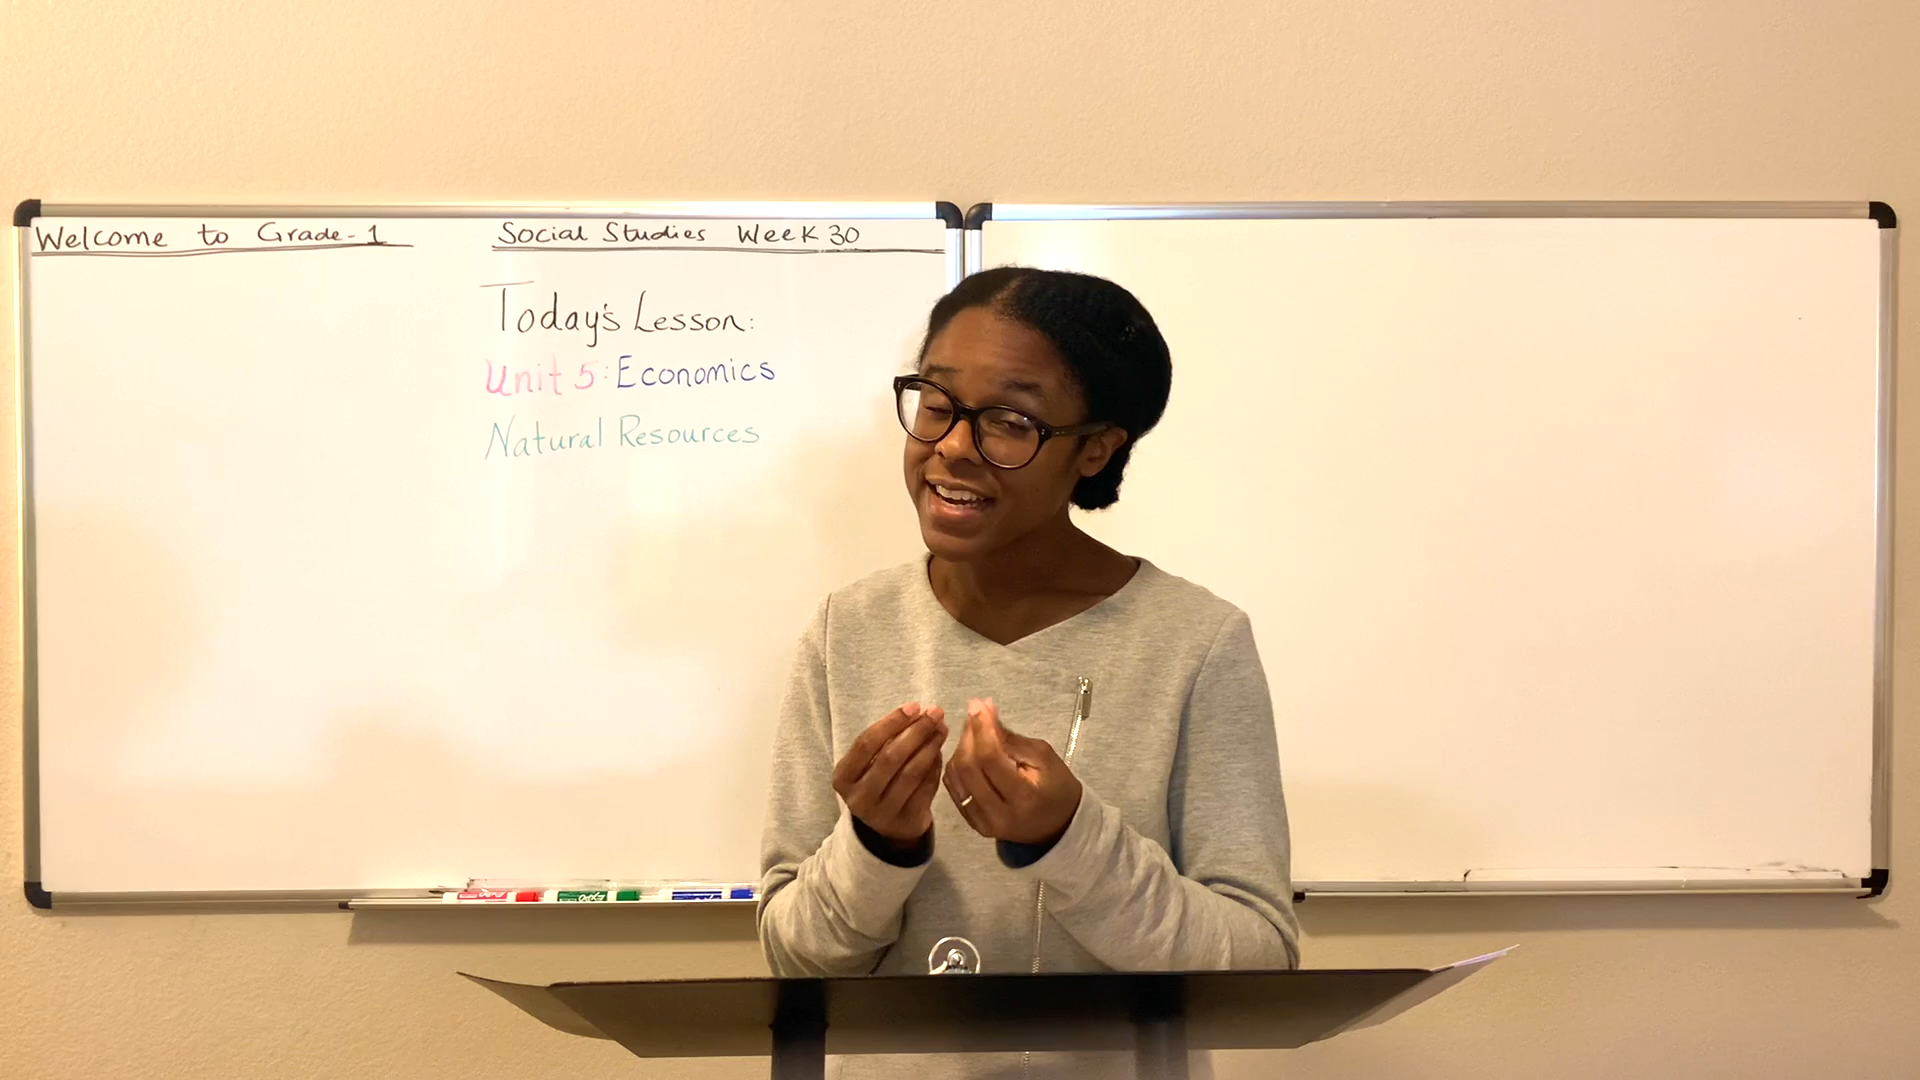 Welcome to Grade-1
Social Studies Week 30
Today's Lesson:
Unit 5: Economics
Natural Resources